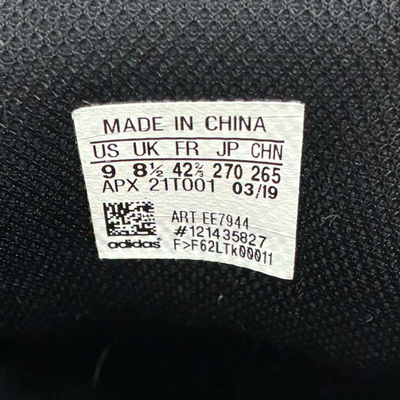 MADE IN CHINA
US UK FR JP CHN
9 8½ 42⅔ 270 265
APX 21T001 03/19
ART EE7944
#121435827
adidas F>F62LTk00011